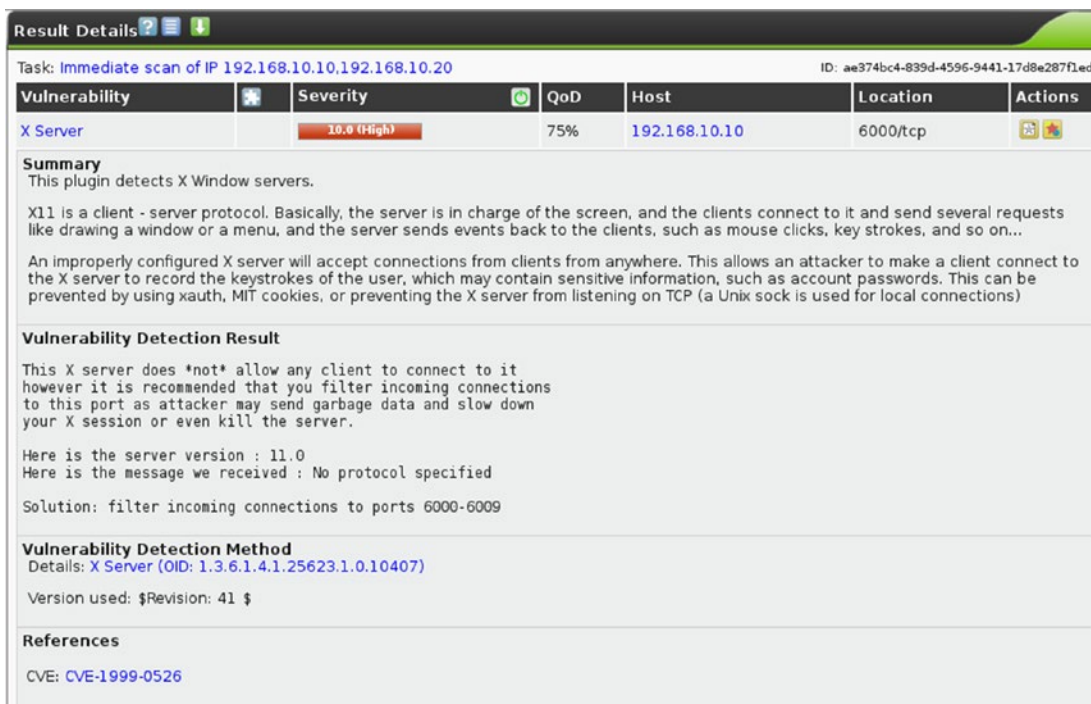 Result Details
Task: Immediate scan of IP 192.168.10.10,192.168.10.20 ID: ae374bc4-839d-4596-9441-17d8e287f1ed
Vulnerability Severity QoD Host Location Actions
X Server 10.0 (High) 75% 192.168.10.10 6000/tcp
Summary
This plugin detects X Window servers.
X11 is a client - server protocol. Basically, the server is in charge of the screen, and the clients connect to it and send several requests
like drawing a window or a menu, and the server sends events back to the clients, such as mouse clicks, key strokes, and so on...
An improperly configured X server will accept connections from clients from anywhere. This allows an attacker to make a client connect to
the X server to record the keystrokes of the user, which may contain sensitive information, such as account passwords. This can be
prevented by using xauth, MIT cookies, or preventing the X server from listening on TCP (a Unix sock is used for local connections)
Vulnerability Detection Result
This X server does *not* allow any client to connect to it
however it is recommended that you filter incoming connections
to this port as attacker may send garbage data and slow down
your X session or even kill the server.
Here is the server version : 11.0
Here is the message we received : No protocol specified
Solution: filter incoming connections to ports 6000-6009
Vulnerability Detection Method
Details: X Server (OID: 1.3.6.1.4.1.25623.1.0.10407)
Version used: $Revision: 41 $
References
CVE: CVE-1999-0526